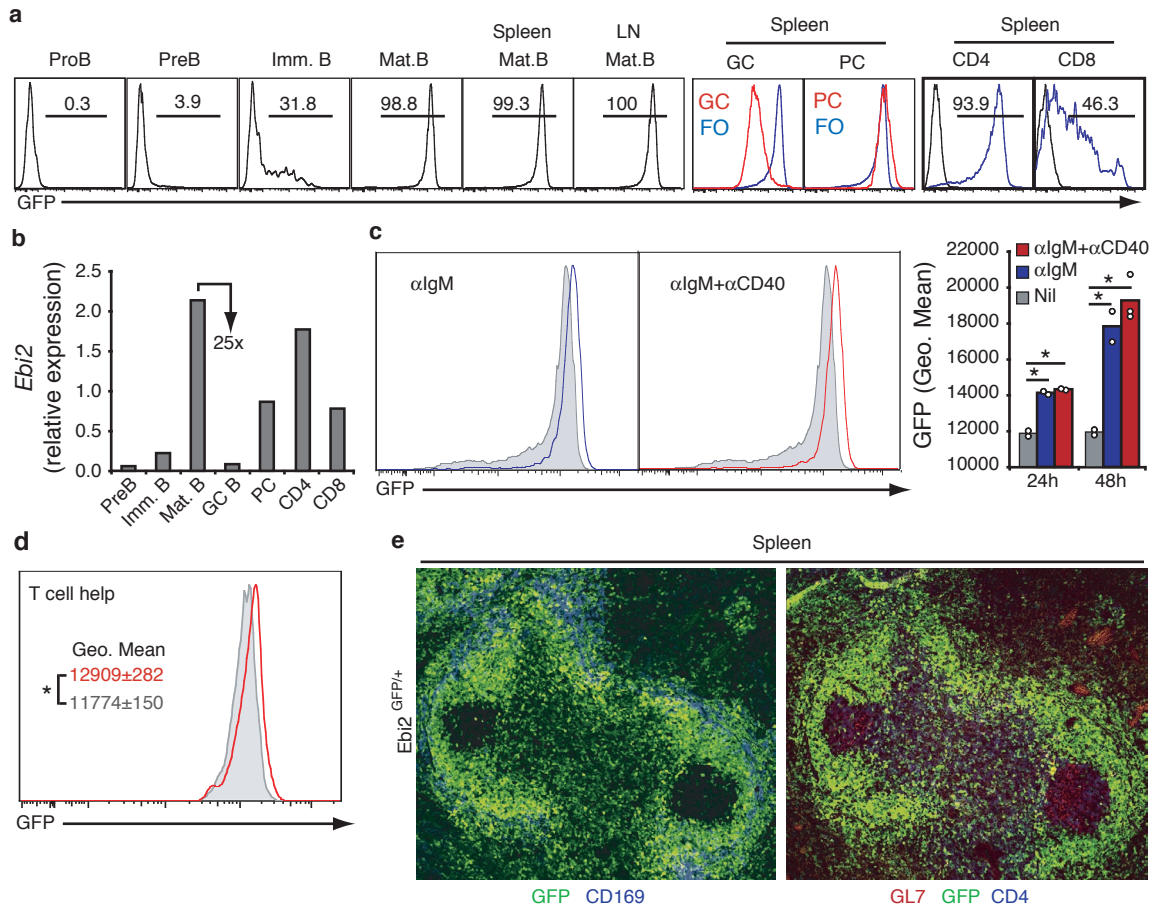 a
Spleen LN Spleen Spleen
ProB PreB Imm. B Mat.B Mat.B Mat.B GC PC CD4 CD8
0.3 3.9 31.8 98.8 99.3 100 GC PC 93.9 46.3
FO FO
GFP
b
Ebi2
(relative expression)
2.5
2.0
1.5
1.0
0.5
0.0
25x
PreB Imm. B Mat. B GC B PC CD4 CD8
c
αIgM αIgM+αCD40
GFP
GFP (Geo. Mean)
22000
20000
18000
16000
14000
12000
10000
αIgM+αCD40
αIgM
Nil
* *
* *
24h 48h
d
T cell help
Geo. Mean
* 12909±282
11774±150
GFP
e
Spleen
Ebi2 GFP/+
GFP CD169 GL7 GFP CD4